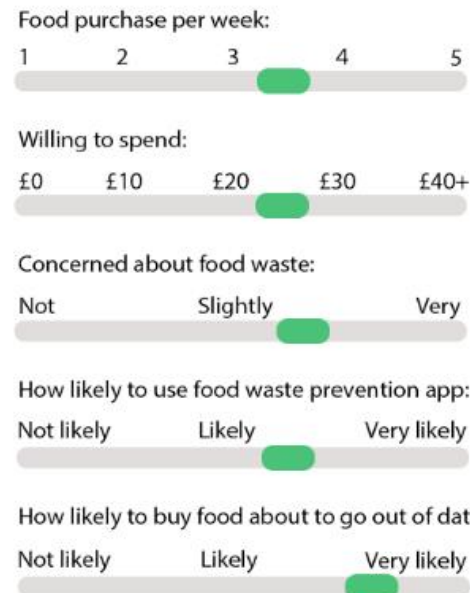 Food purchase per week:
1 2 3 4 5
Willing to spend:
£0 £10 £20 £30 £40+
Concerned about food waste:
Not Slightly Very
How likely to use food waste prevention app:
Not likely Likely Very likely
How likely to buy food about to go out of dat
Not likely Likely Very likely